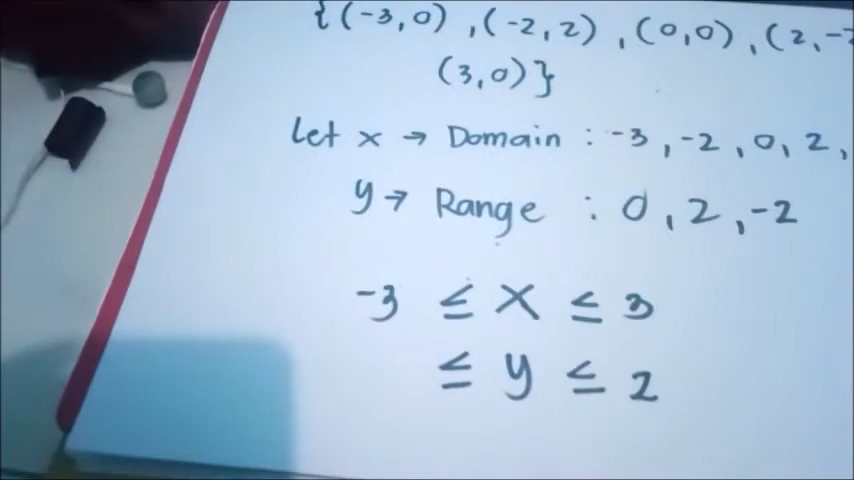 {(-3,0) ,(-2,2) ,(0,0) ,(2,-2
(3,0)}
Let x → Domain : -3, -2, 0, 2,
y → Range : 0, 2, -2
-3 ≤ x ≤ 3
≤ y ≤ 2